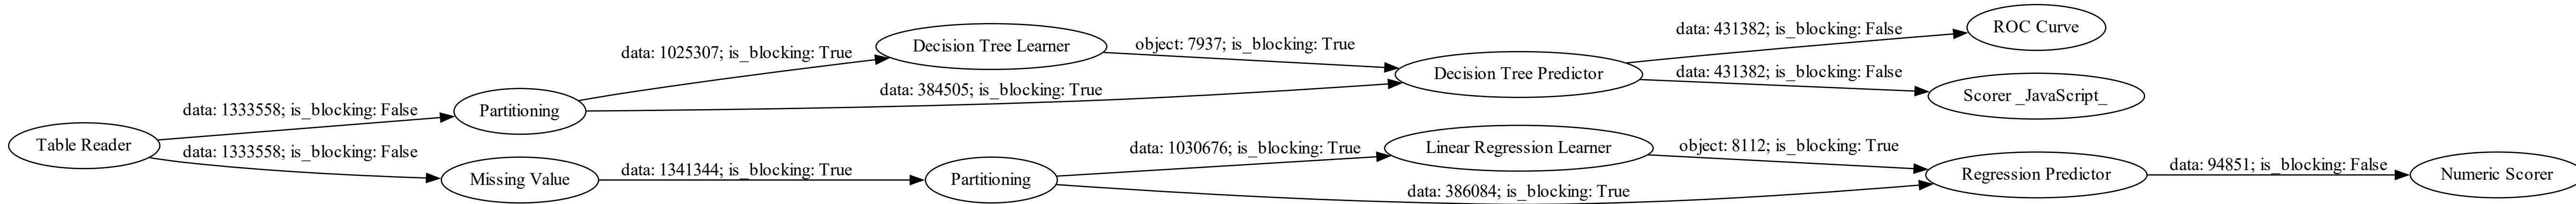 Table Reader
data: 1333558; is_blocking: False
data: 1333558; is_blocking: False
Partitioning
Missing Value
data: 1025307; is_blocking: True
data: 384505; is_blocking: True
data: 1341344; is_blocking: True
Decision Tree Learner
Partitioning
object: 7937; is_blocking: True
data: 1030676; is_blocking: True
data: 386084; is_blocking: True
Decision Tree Predictor
Linear Regression Learner
data: 431382; is_blocking: False
data: 431382; is_blocking: False
object: 8112; is_blocking: True
ROC Curve
Scorer _JavaScript_
Regression Predictor
data: 94851; is_blocking: False
Numeric Scorer